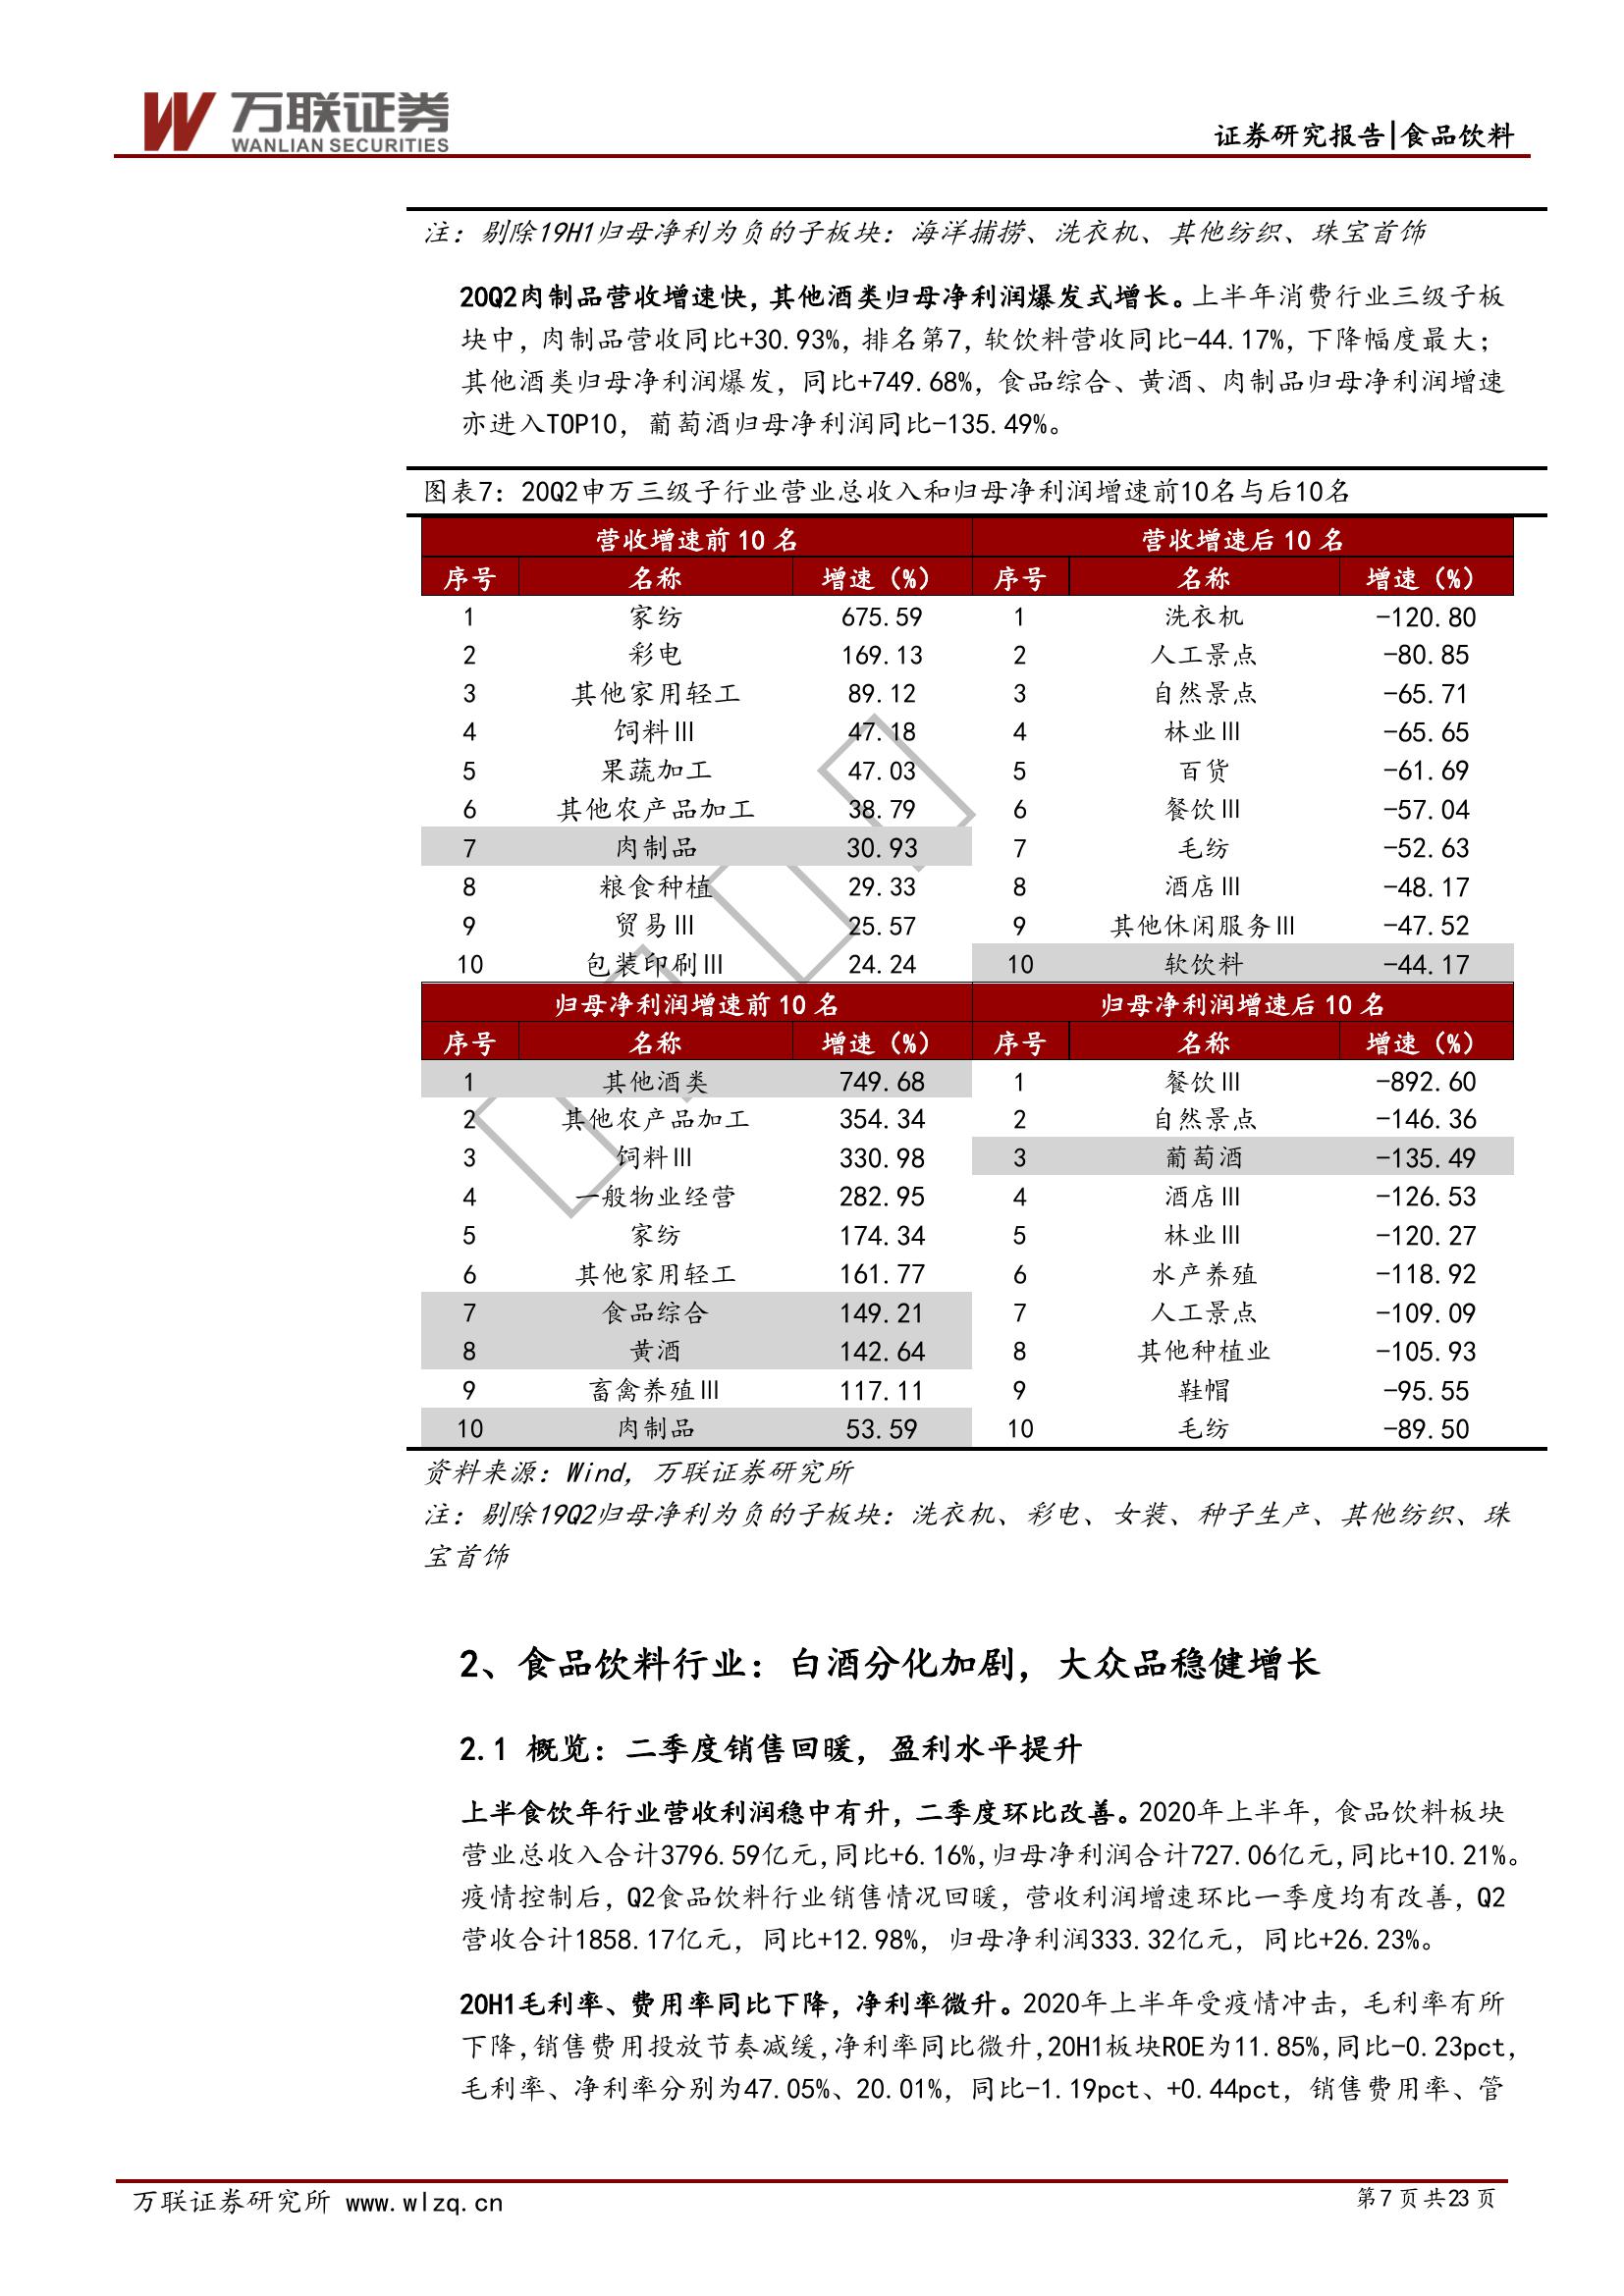 万联证券
WANLIAN SECURITIES
证券研究报告|食品饮料
注：剔除19H1归母净利为负的子板块：海洋捕捞、洗衣机、其他纺织、珠宝首饰
20Q2肉制品营收增速快，其他酒类归母净利润爆发式增长。上半年消费行业三级子板
块中，肉制品营收同比+30.93%，排名第7，软饮料营收同比-44.17%，下降幅度最大；
其他酒类归母净利润爆发，同比+749.68%，食品综合、黄酒、肉制品归母净利润增速
亦进入TOP10，葡萄酒归母净利润同比-135.49%。
图表7：20Q2申万三级子行业营业总收入和归母净利润增速前10名与后10名
营收增速前 10 名 营收增速后 10 名
序号 名称 增速（%） 序号 名称 增速（%）
1 家纺 675.59 1 洗衣机 -120.80
2 彩电 169.13 2 人工景点 -80.85
3 其他家用轻工 89.12 3 自然景点 -65.71
4 饲料Ⅲ 47.18 4 林业Ⅲ -65.65
5 果蔬加工 47.03 5 百货 -61.69
6 其他农产品加工 38.79 6 餐饮Ⅲ -57.04
7 肉制品 30.93 7 毛纺 -52.63
8 粮食种植 29.33 8 酒店Ⅲ -48.17
9 贸易Ⅲ 25.57 9 其他休闲服务Ⅲ -47.52
10 包装印刷Ⅲ 24.24 10 软饮料 -44.17
归母净利润增速前 10 名 归母净利润增速后 10 名
序号 名称 增速（%） 序号 名称 增速（%）
1 其他酒类 749.68 1 餐饮Ⅲ -892.60
2 其他农产品加工 354.34 2 自然景点 -146.36
3 饲料Ⅲ 330.98 3 葡萄酒 -135.49
4 一般物业经营 282.95 4 酒店Ⅲ -126.53
5 家纺 174.34 5 林业Ⅲ -120.27
6 其他家用轻工 161.77 6 水产养殖 -118.92
7 食品综合 149.21 7 人工景点 -109.09
8 黄酒 142.64 8 其他种植业 -105.93
9 畜禽养殖Ⅲ 117.11 9 鞋帽 -95.55
10 肉制品 53.59 10 毛纺 -89.50
资料来源：Wind，万联证券研究所
注：剔除19Q2归母净利为负的子板块：洗衣机、彩电、女装、种子生产、其他纺织、珠
宝首饰
2、食品饮料行业：白酒分化加剧，大众品稳健增长
2.1 概览：二季度销售回暖，盈利水平提升
上半食饮年行业营收利润稳中有升，二季度环比改善。2020年上半年，食品饮料板块
营业总收入合计3796.59亿元,同比+6.16%,归母净利润合计727.06亿元,同比+10.21%。
疫情控制后，Q2食品饮料行业销售情况回暖，营收利润增速环比一季度均有改善，Q2
营收合计1858.17亿元，同比+12.98%，归母净利润333.32亿元，同比+26.23%。
20H1毛利率、费用率同比下降，净利率微升。2020年上半年受疫情冲击，毛利率有所
下降,销售费用投放节奏减缓,净利率同比微升,20H1板块ROE为11.85%,同比-0.23pct,
毛利率、净利率分别为47.05%、20.01%，同比-1.19pct、+0.44pct，销售费用率、管
万联证券研究所 www.wlzq.cn
第7页共23页